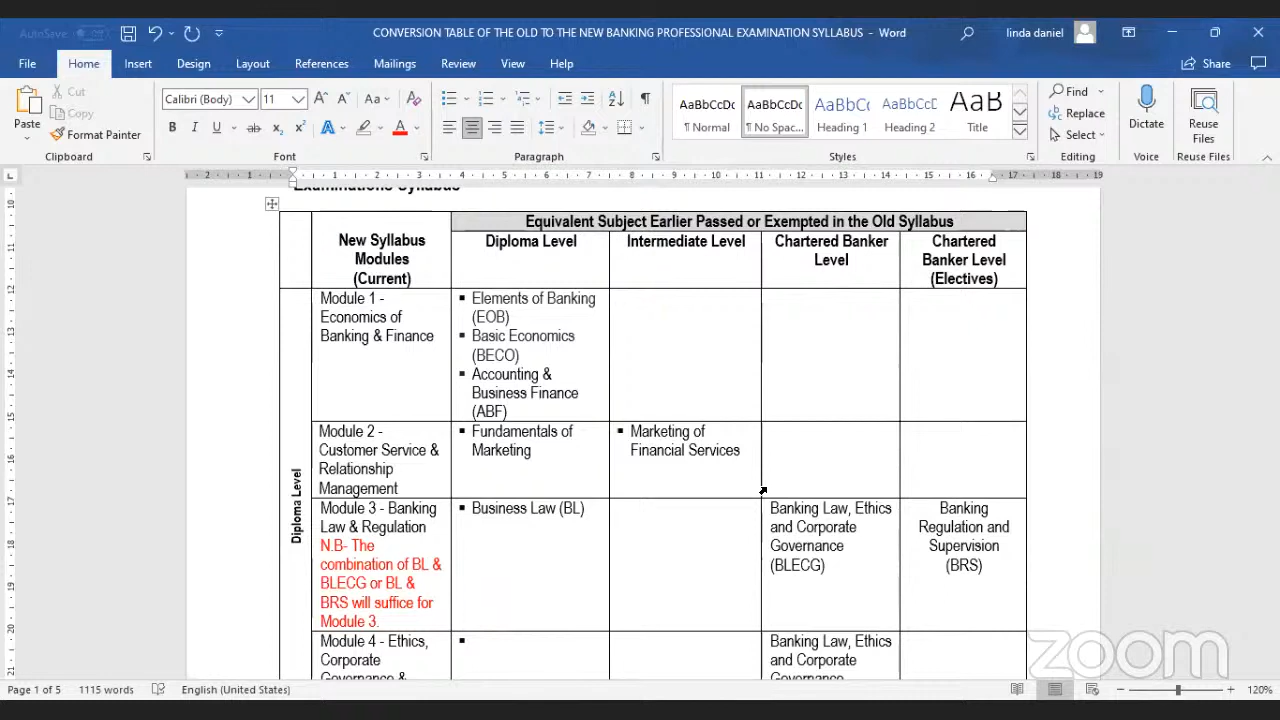 AutoSave
CONVERSION TABLE OF THE OLD TO THE NEW BANKING PROFESSIONAL EXAMINATION SYLLABUS - Word
linda daniel
File
Home
Insert
Design
Layout
References
Mailings
Review
View
Help
Share
Paste
Cut
Copy
Format Painter
Clipboard
Calibri (Body)
11
Font
Paragraph
AaBbCcDc
¶ Normal
AaBbCcDc
¶ No Spac...
AaBbCc
Heading 1
AaBbCcD
Heading 2
AaB
Title
Styles
Find
Replace
Select
Editing
Dictate
Voice
Reuse
Files
Reuse Files
Examinations Syllabus
Equivalent Subject Earlier Passed or Exempted in the Old Syllabus
New Syllabus
Modules
(Current)
Diploma Level
Intermediate Level
Chartered Banker
Level
Chartered
Banker Level
(Electives)
Diploma Level
Module 1 -
Economics of
Banking & Finance
▪ Elements of Banking
(EOB)
▪ Basic Economics
(BECO)
▪ Accounting &
Business Finance
(ABF)
Module 2 -
Customer Service &
Relationship
Management
▪ Fundamentals of
Marketing
▪ Marketing of
Financial Services
Module 3 - Banking
Law & Regulation
N.B- The
combination of BL &
BLECG or BL &
BRS will suffice for
Module 3.
▪ Business Law (BL)
Banking Law, Ethics
and Corporate
Governance
(BLECG)
Banking
Regulation and
Supervision
(BRS)
Module 4 - Ethics,
Corporate
Governance &
▪
Banking Law, Ethics
and Corporate
Governance
zoom
Page 1 of 5
1115 words
English (United States)
120%